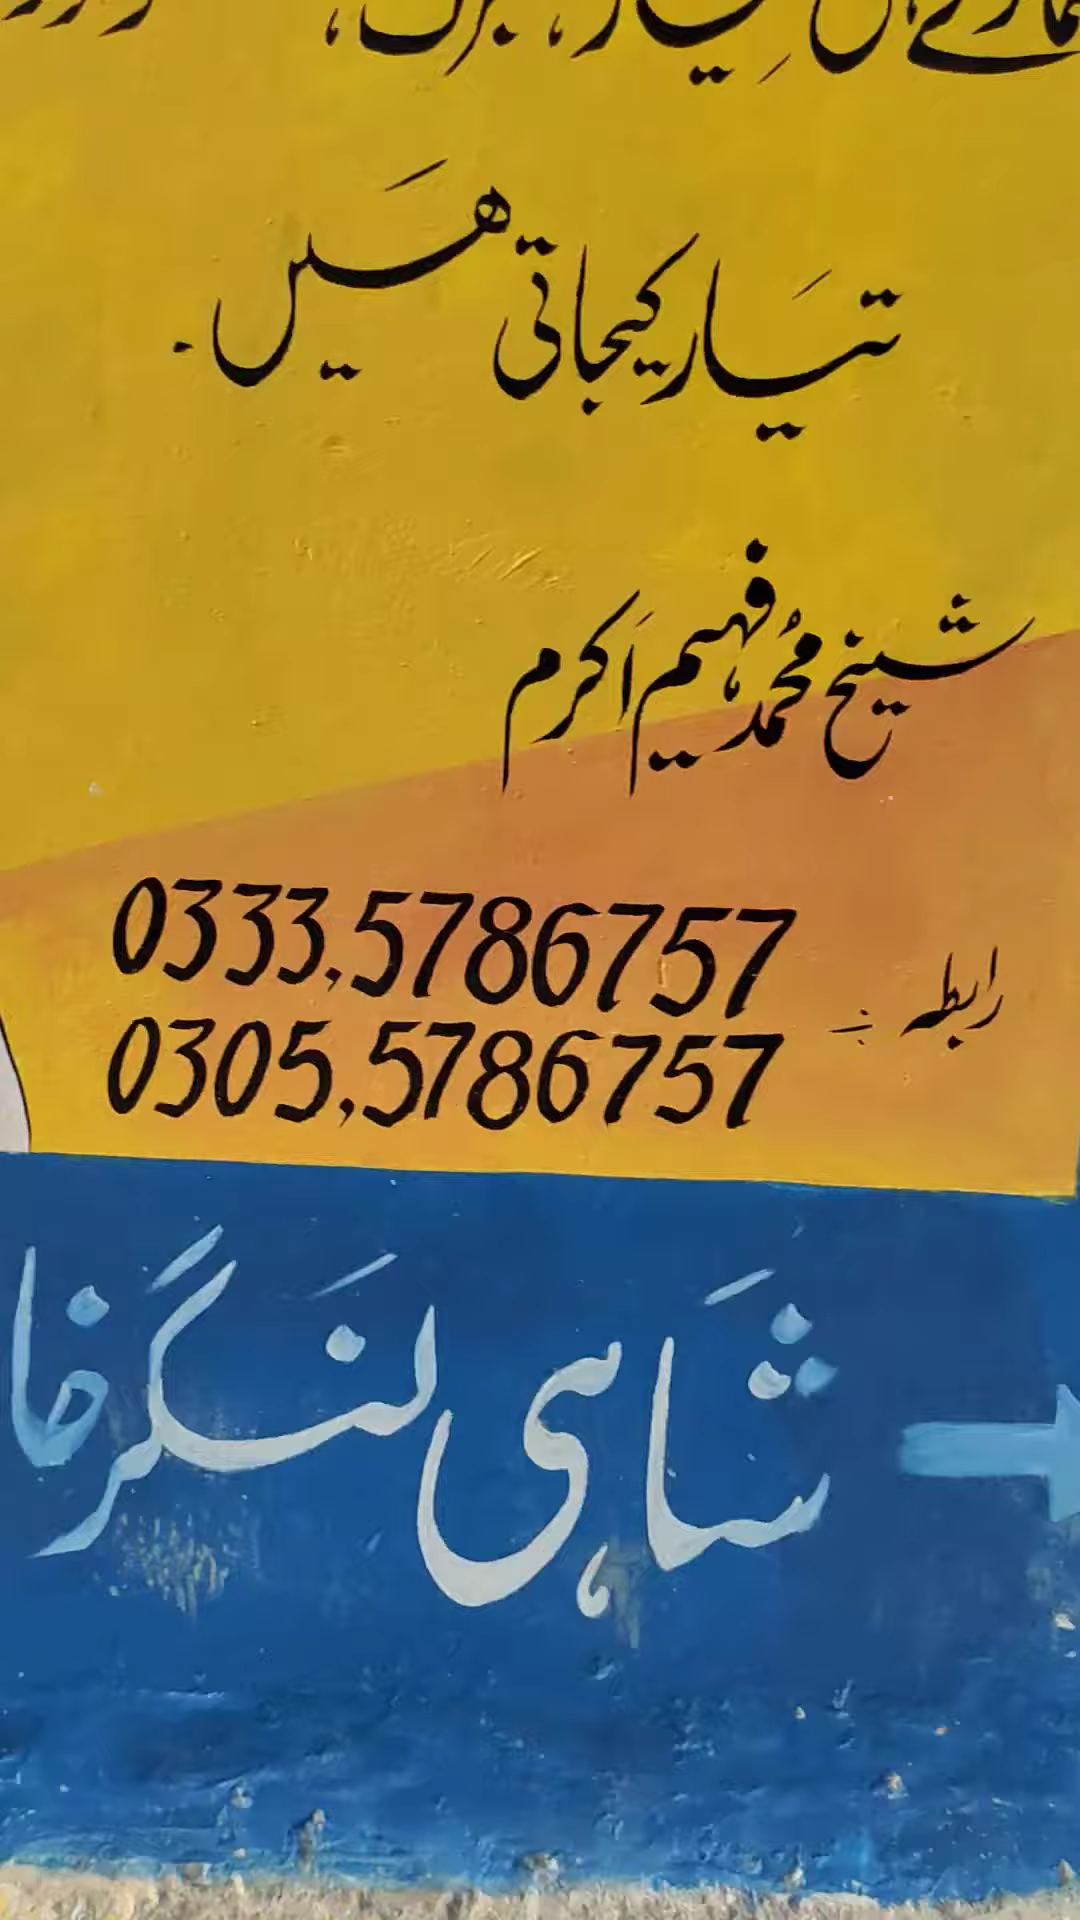 تیار کیجاتی ھیں۔
شیخ محمد فہیم اکرم
0333,5786757
رابطہ :-
0305,5786757
شاہی لنگر خا